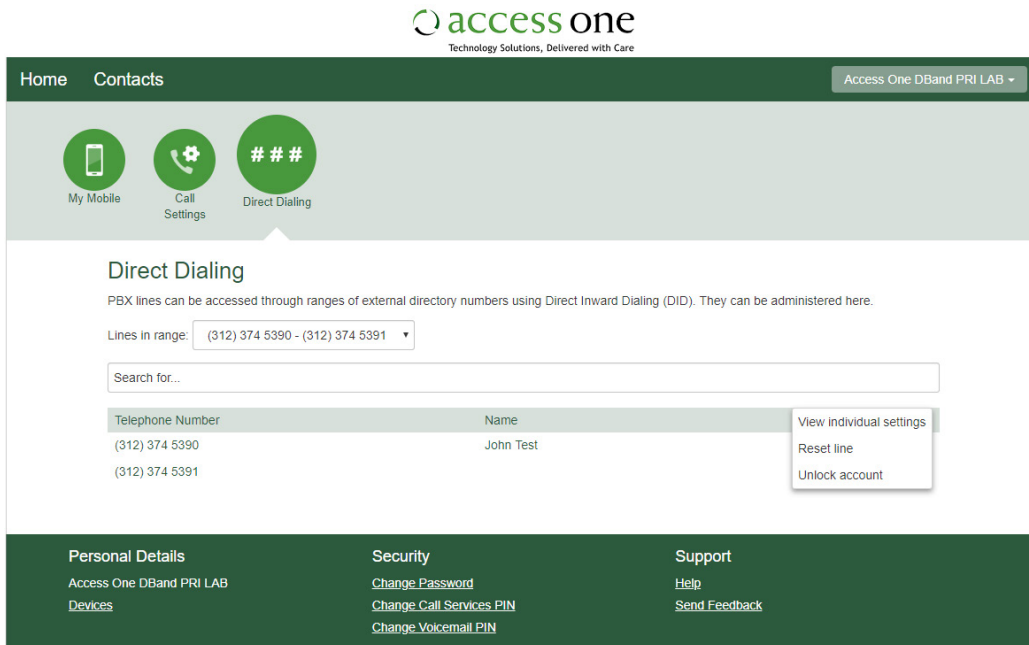 access one
Technology Solutions, Delivered with Care
Home Contacts Access One DBand PRI LAB
# # #
My Mobile Call Settings Direct Dialing
Direct Dialing
PBX lines can be accessed through ranges of external directory numbers using Direct Inward Dialing (DID). They can be administered here.
Lines in range: (312) 374 5390 - (312) 374 5391
Search for...
Telephone Number Name
View individual settings
(312) 374 5390 John Test
Reset line
(312) 374 5391
Unlock account
Personal Details Security Support
Access One DBand PRI LAB Change Password Help
Devices Change Call Services PIN Send Feedback
Change Voicemail PIN